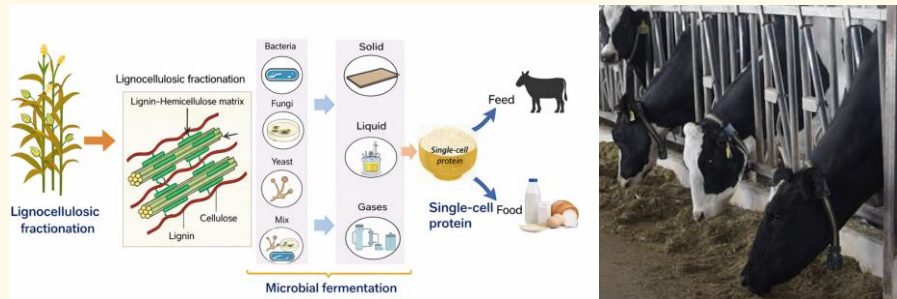 Lignocellulosic
fractionation
Lignocellulosic fractionation
Lignin-Hemicellulose matrix
Cellulose
Lignin
Bacteria
Fungi
Yeast
Mix
Solid
Liquid
Gases
Microbial fermentation
Single-cell
protein
Feed
Single-cell
protein
Food